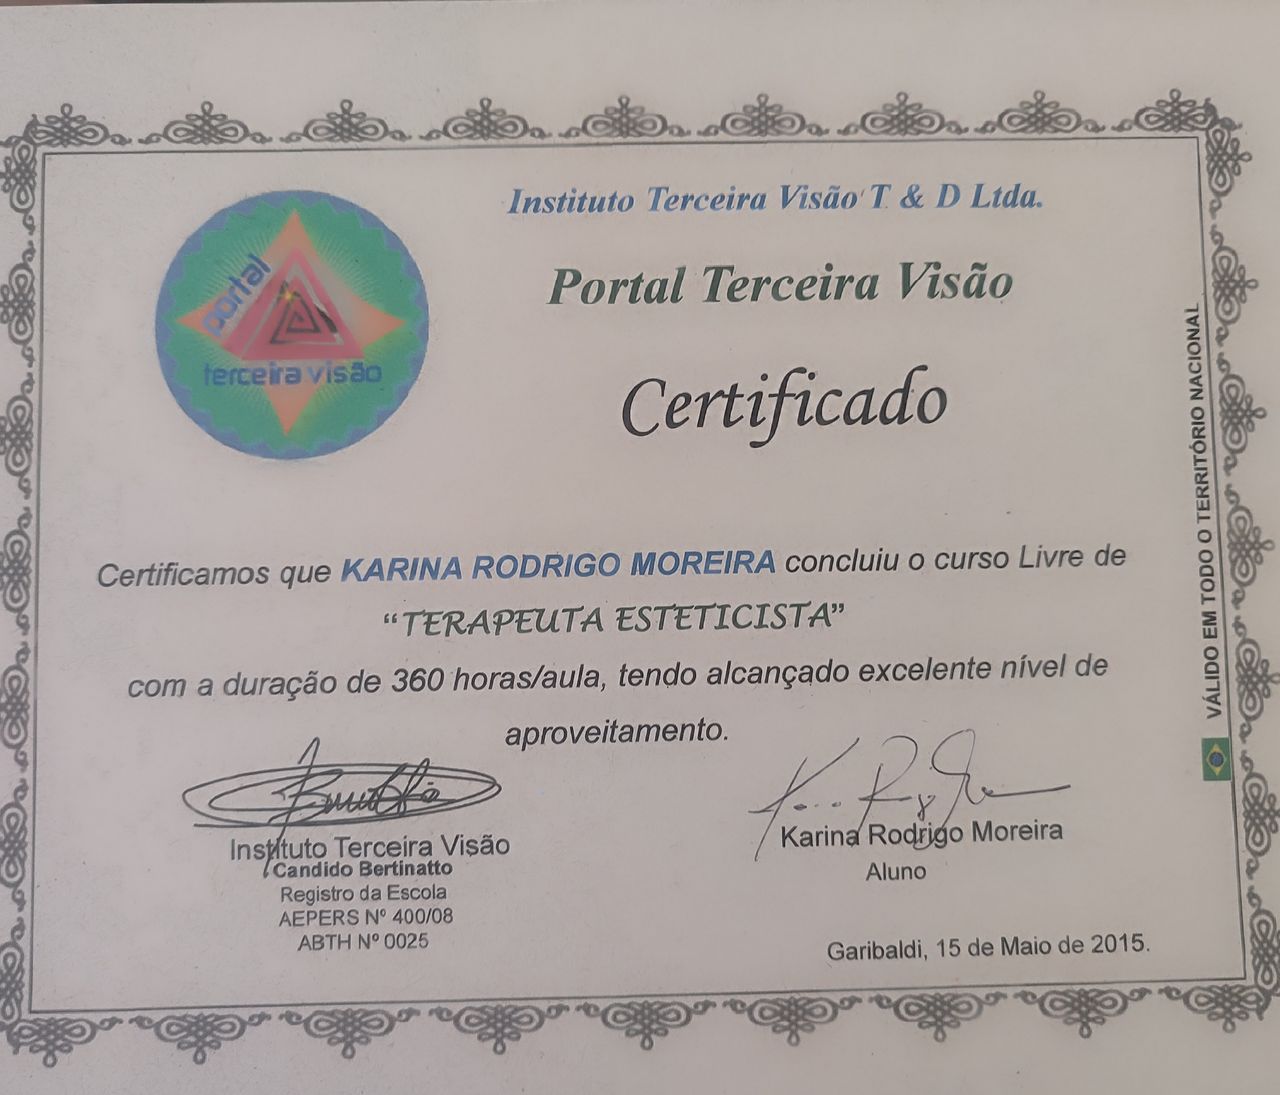 Instituto Terceira Visão T & D Ltda.
Portal Terceira Visão
portal
terceira visão
Certificado
Certificamos que KARINA RODRIGO MOREIRA concluiu o curso Livre de
“TERAPEUTA ESTETICISTA”
com a duração de 360 horas/aula, tendo alcançado excelente nível de
aproveitamento.
Instituto Terceira Visão
Candido Bertinatto
Registro da Escola
AEPERS Nº 400/08
ABTH Nº 0025
Karina Rodrigo Moreira
Aluno
Garibaldi, 15 de Maio de 2015.
VÁLIDO EM TODO O TERRITÓRIO NACIONAL